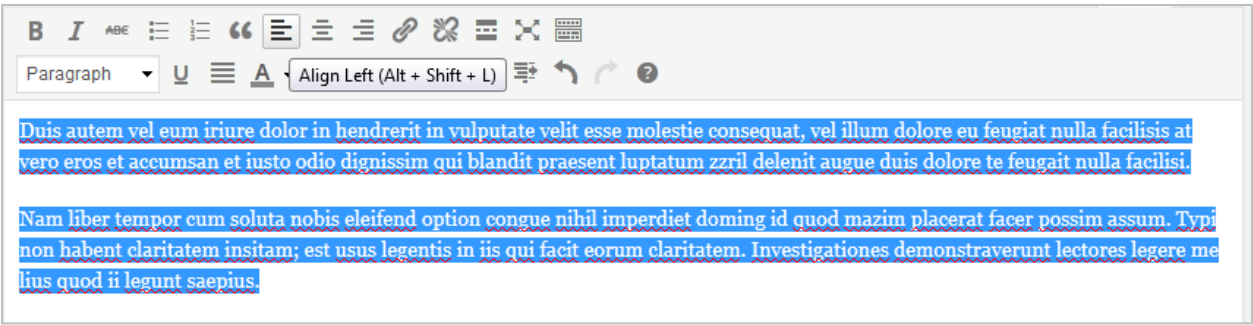 B I ABE
Paragraph U A Align Left (Alt + Shift + L)
Duis autem vel eum iriure dolor in hendrerit in vulputate velit esse molestie consequat, vel illum dolore eu feugiat nulla facilisis at
vero eros et accumsan et iusto odio dignissim qui blandit praesent luptatum zzril delenit augue duis dolore te feugait nulla facilisi.
Nam liber tempor cum soluta nobis eleifend option congue nihil imperdiet doming id quod mazim placerat facer possim assum. Typi
non habent claritatem insitam; est usus legentis in iis qui facit eorum claritatem. Investigationes demonstraverunt lectores legere me
lius quod ii legunt saepius.